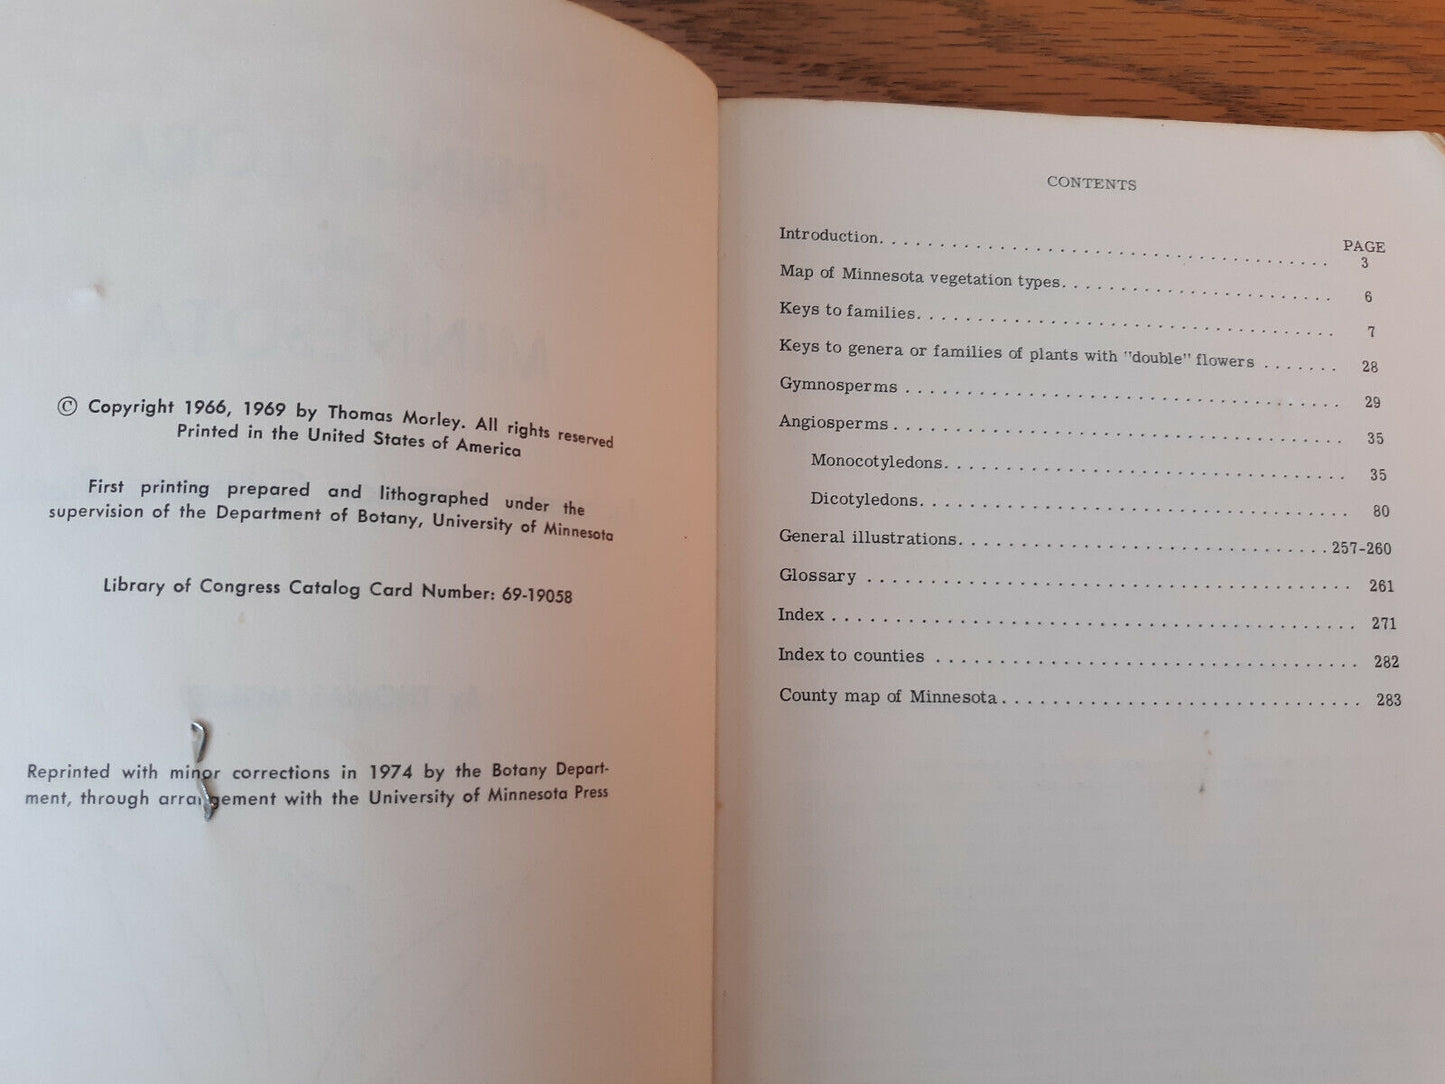 © Copyright 1966, 1969 by Thomas Morley. All rights reserved
Printed in the United States of America
First printing prepared and lithographed under the
supervision of the Department of Botany, University of Minnesota
Library of Congress Catalog Card Number: 69-19058
Reprinted with minor corrections in 1974 by the Botany Depart-
ment, through arrangement with the University of Minnesota Press
CONTENTS
PAGE
Introduction. . . . . . . . . . . . . . . . . . . . . . . . . . . . . . 3
Map of Minnesota vegetation types. . . . . . . . . . . . . . . . . . 6
Keys to families. . . . . . . . . . . . . . . . . . . . . . . . . . . . 7
Keys to genera or families of plants with "double" flowers . . . . . . . 28
Gymnosperms . . . . . . . . . . . . . . . . . . . . . . . . . . . . . 29
Angiosperms . . . . . . . . . . . . . . . . . . . . . . . . . . . . . 35
Monocotyledons. . . . . . . . . . . . . . . . . . . . . . . . . . . 35
Dicotyledons. . . . . . . . . . . . . . . . . . . . . . . . . . . . 80
General illustrations. . . . . . . . . . . . . . . . . . . . . . . . 257-260
Glossary . . . . . . . . . . . . . . . . . . . . . . . . . . . . . . 261
Index . . . . . . . . . . . . . . . . . . . . . . . . . . . . . . . . 271
Index to counties . . . . . . . . . . . . . . . . . . . . . . . . . . 282
County map of Minnesota . . . . . . . . . . . . . . . . . . . . . . . 283